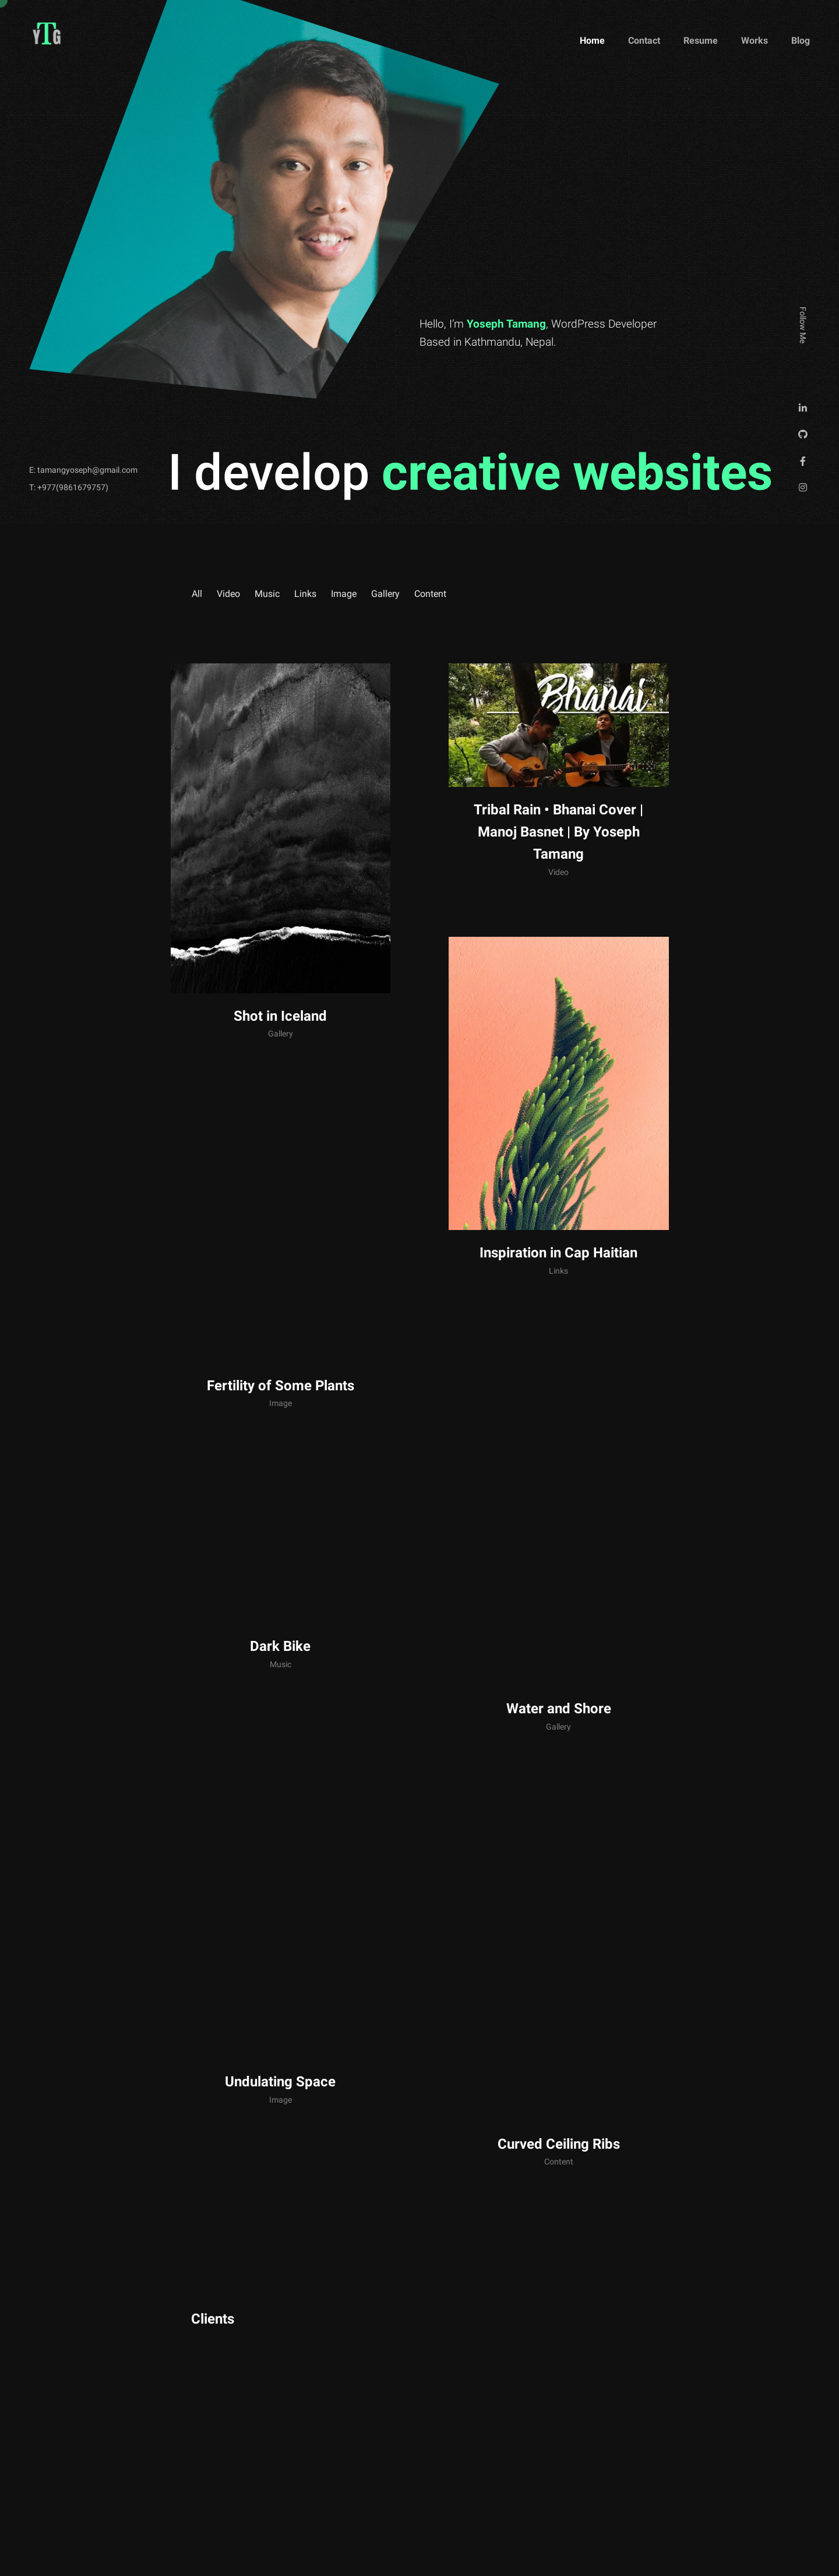 YTG
Home Contact Resume Works Blog
Hello, I'm Yoseph Tamang, WordPress Developer
Based in Kathmandu, Nepal.
Follow Me
E: tamangyoseph@gmail.com
T: +977(9861679757)
I develop creative websites
All Video Music Links Image Gallery Content
Bhanai
Tribal Rain • Bhanai Cover |
Manoj Basnet | By Yoseph
Tamang
Video
Shot in Iceland
Gallery
Inspiration in Cap Haitian
Links
Fertility of Some Plants
Image
Dark Bike
Music
Water and Shore
Gallery
Undulating Space
Image
Curved Ceiling Ribs
Content
Clients